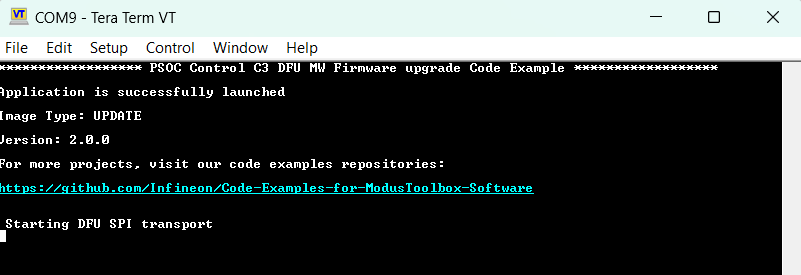 COM9 - Tera Term VT
File Edit Setup Control Window Help
****************** PSOC Control C3 DFU MW Firmware upgrade Code Example ******************
Application is successfully launched
Image Type: UPDATE
Version: 2.0.0
For more projects, visit our code examples repositories:
https://github.com/Infineon/Code-Examples-for-ModusToolbox-Software
Starting DFU SPI transport